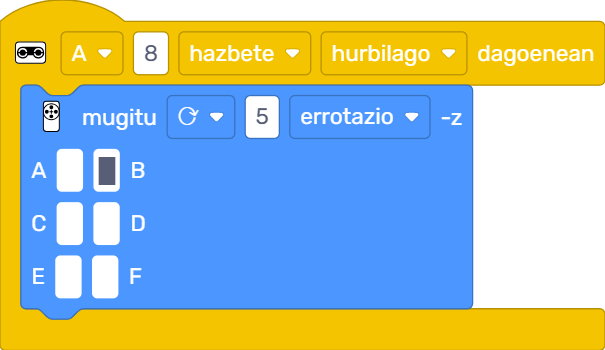 A 8 hazbete hurbilago dagoenean
mugitu 5 errotazio -z
A B
C D
E F